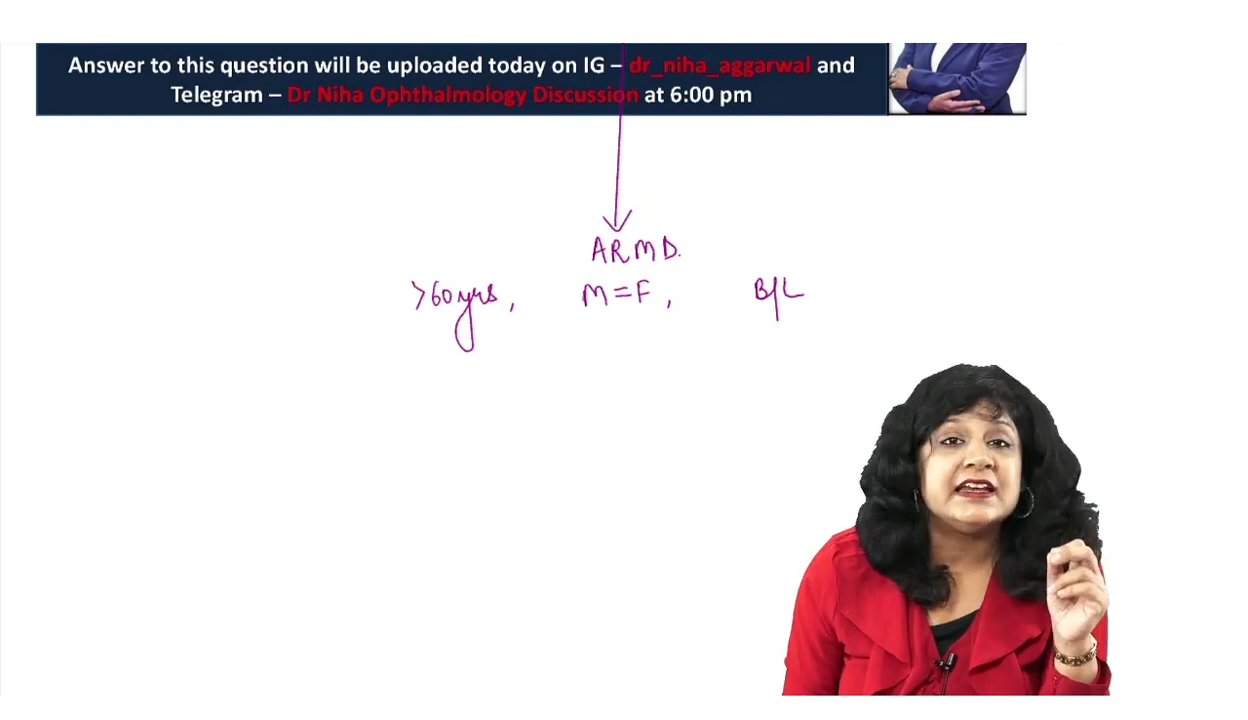 Answer to this question will be uploaded today on IG – dr_niha_aggarwal and
Telegram – Dr Niha Ophthalmology Discussion at 6:00 pm
ARMD.
>60yrs, M=F, B/L